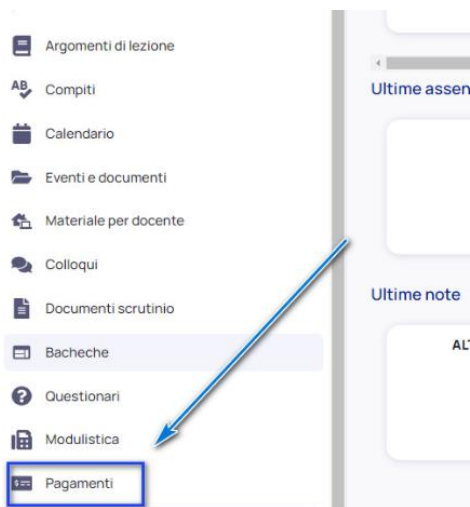 Argomenti di lezione
Compiti
Calendario
Eventi e documenti
Materiale per docente
Colloqui
Documenti scrutinio
Bacheche
Questionari
Modulistica
Pagamenti
Ultime assen
Ultime note
ALT